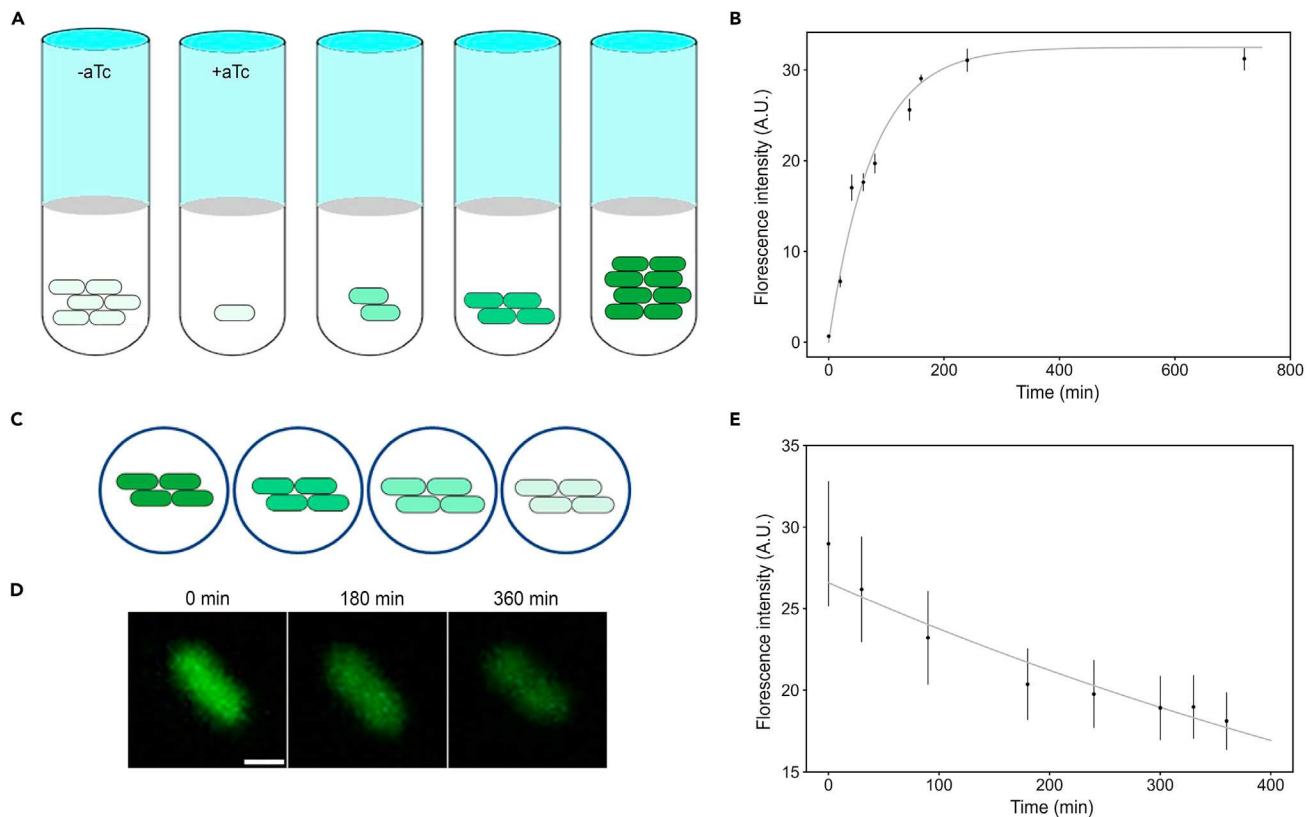 A
-aTc
+aTc
B
Florescence intensity (A.U.)
30
20
10
0
0 200 400 600 800
Time (min)
C
D
0 min 180 min 360 min
E
Florescence intensity (A.U.)
35
30
25
20
15
0 100 200 300 400
Time (min)